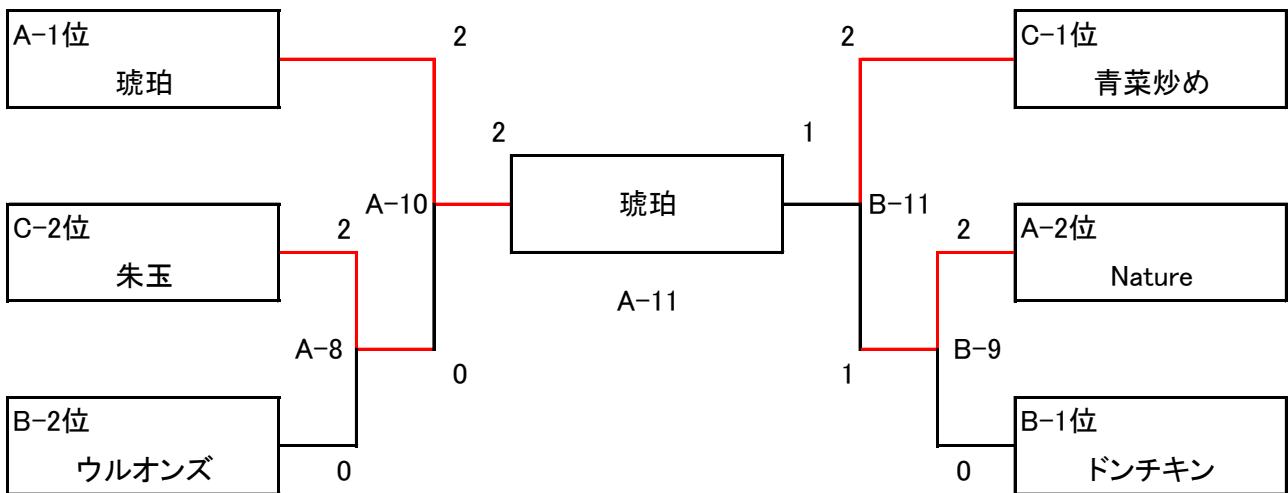 A-1位
琥珀
2
2
C-1位
青菜炒め
2
1
A-10
琥珀
B-11
C-2位
朱玉
2
2
A-2位
Nature
A-11
A-8
B-9
0
1
B-2位
ウルオンズ
0
0
B-1位
ドンチキン